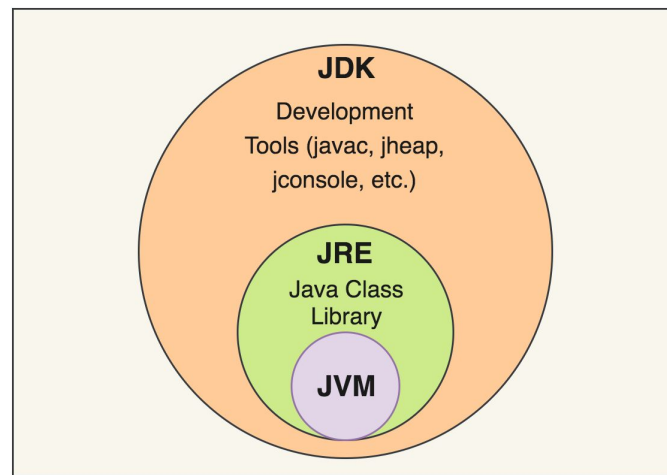 JDK
Development
Tools (javac, jheap,
jconsole, etc.)
JRE
Java Class
Library
JVM